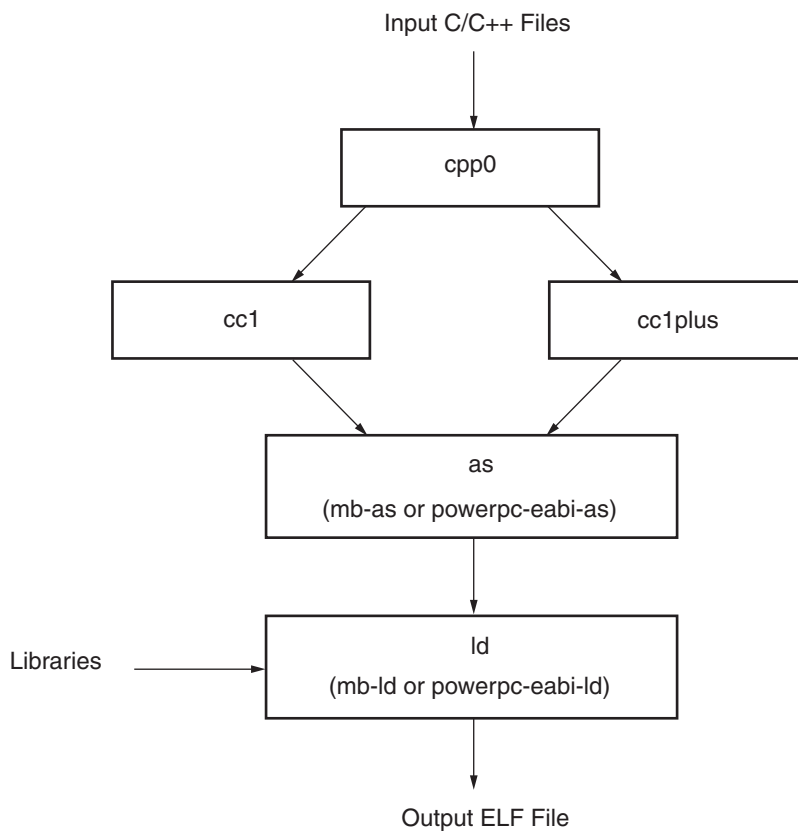 Input C/C++ Files
cpp0
cc1
cc1plus
as
(mb-as or powerpc-eabi-as)
ld
(mb-ld or powerpc-eabi-ld)
Libraries
Output ELF File